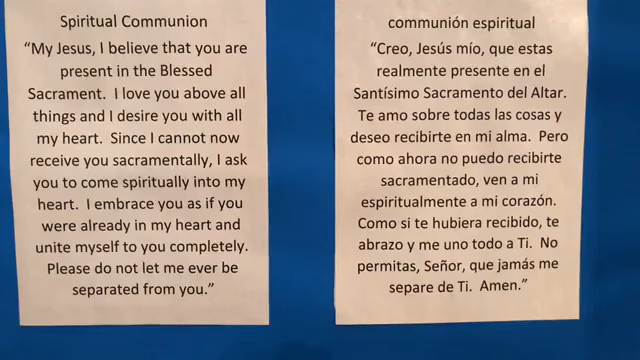 Spiritual Communion
“My Jesus, I believe that you are
present in the Blessed
Sacrament.  I love you above all
things and I desire you with all
my heart.  Since I cannot now
receive you sacramentally, I ask
you to come spiritually into my
heart.  I embrace you as if you
were already in my heart and
unite myself to you completely.
Please do not let me ever be
separated from you.”
communión espiritual
“Creo, Jesús mío, que estas
realmente presente en el
Santísimo Sacramento del Altar.
Te amo sobre todas las cosas y
deseo recibirte en mi alma.  Pero
como ahora no puedo recibirte
sacramentado, ven a mi
espiritualmente a mi corazón.
Como si te hubiera recibido, te
abrazo y me uno todo a Ti.  No
permitas, Señor, que jamás me
separe de Ti.  Amen.”